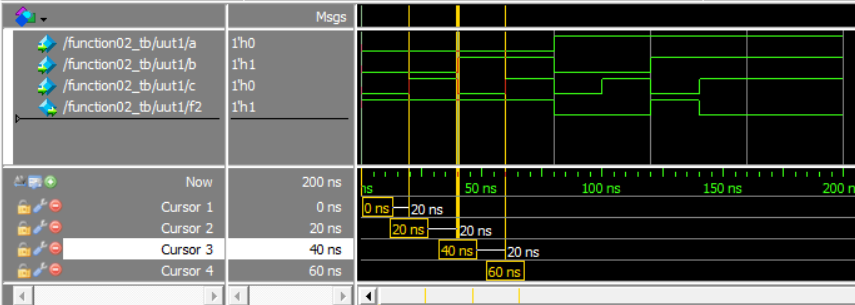 Msgs
/function02_tb/uut1/a 1'h0
/function02_tb/uut1/b 1'h1
/function02_tb/uut1/c 1'h0
/function02_tb/uut1/f2 1'h1
Now 200 ns ns 50 ns 100 ns 150 ns 200 n
Cursor 1 0 ns 0 ns 20 ns
Cursor 2 20 ns 20 ns 20 ns
Cursor 3 40 ns 40 ns 20 ns
Cursor 4 60 ns 60 ns